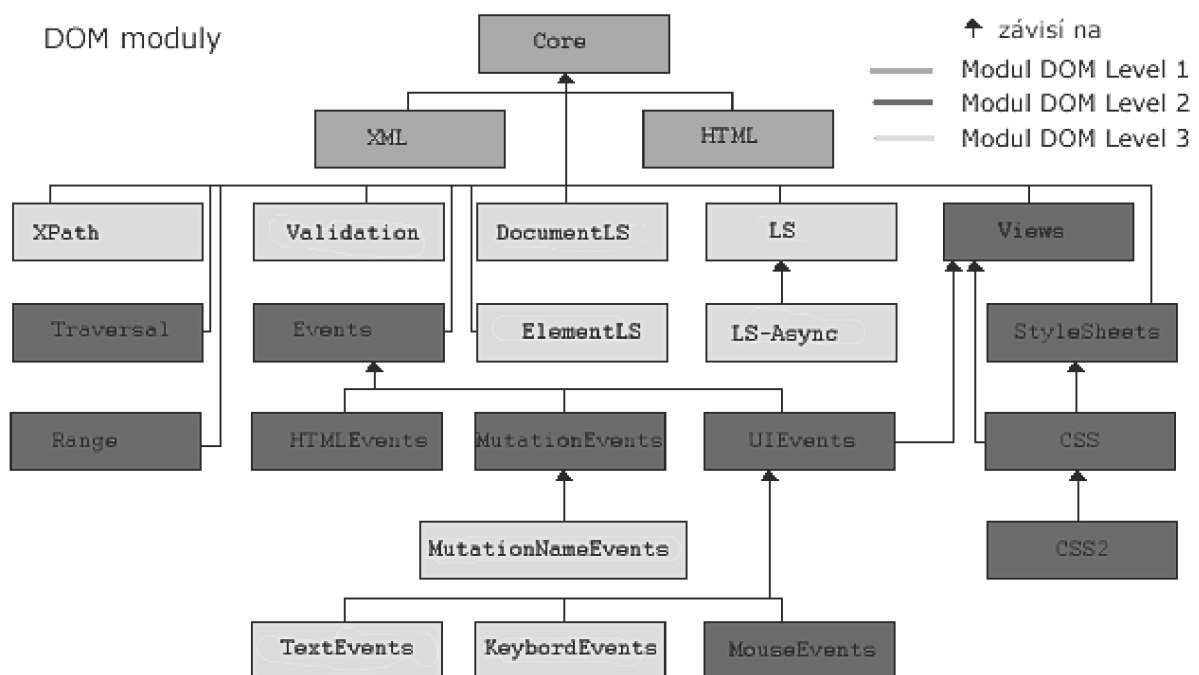 DOM moduly
Core
závisí na
Modul DOM Level 1
Modul DOM Level 2
Modul DOM Level 3
XML
HTML
XPath
Validation
DocumentLS
LS
Views
Traversal
Events
ElementLS
LS-Async
StyleSheets
Range
HTMLEvents
MutationEvents
UIEvents
CSS
MutationNameEvents
CSS2
TextEvents
KeybordEvents
MouseEvents